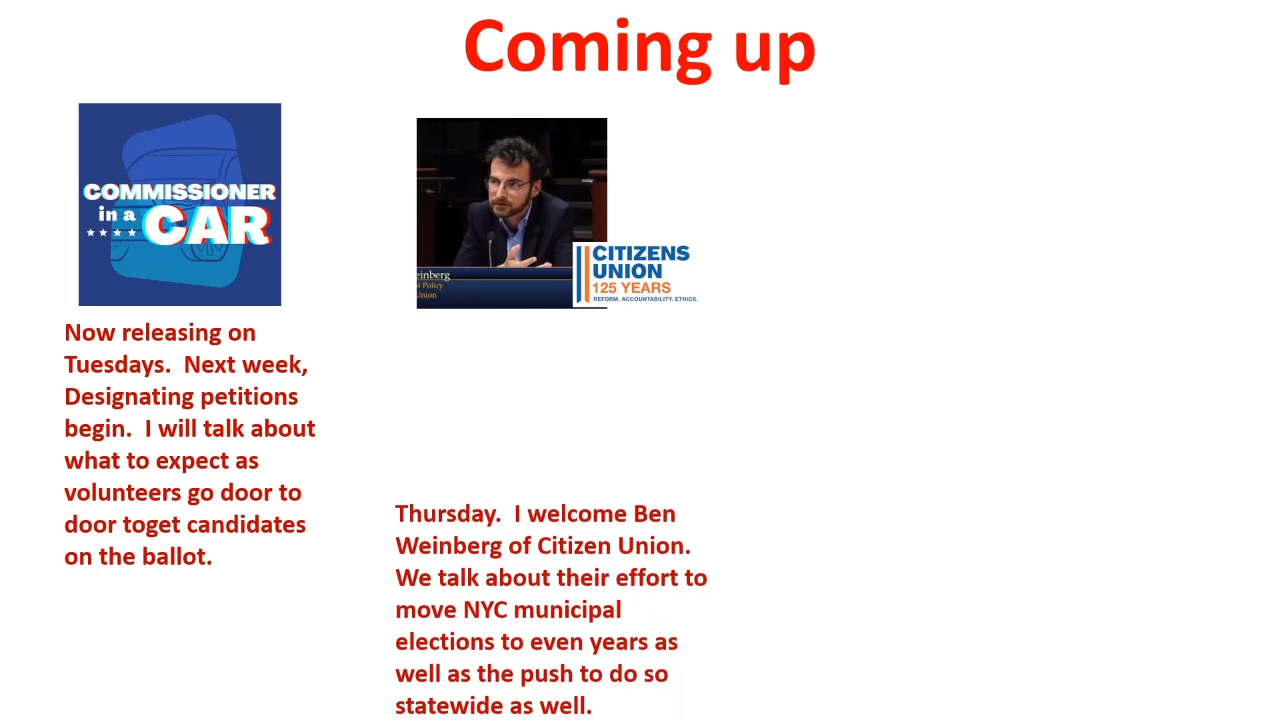 Coming up
COMMISSIONER
in a
CAR
einberg
of Policy
Union
CITIZENS
UNION
125 YEARS
REFORM. ACCOUNTABILITY. ETHICS.
Now releasing on
Tuesdays.  Next week,
Designating petitions
begin.  I will talk about
what to expect as
volunteers go door to
door toget candidates
on the ballot.
Thursday.  I welcome Ben
Weinberg of Citizen Union.
We talk about their effort to
move NYC municipal
elections to even years as
well as the push to do so
statewide as well.